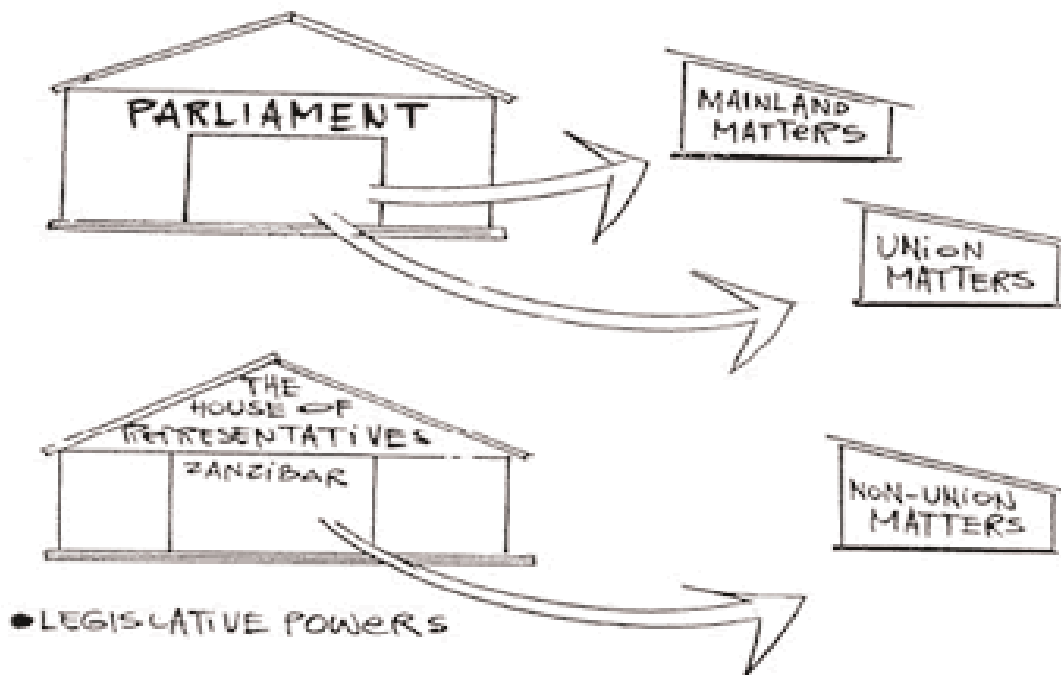 PARLIAMENT
MAINLAND
MATTERS
UNION
MATTERS
THE
HOUSE OF
REPRESENTATIVES
ZANZIBAR
NON-UNION
MATTERS
• LEGISLATIVE POWERS